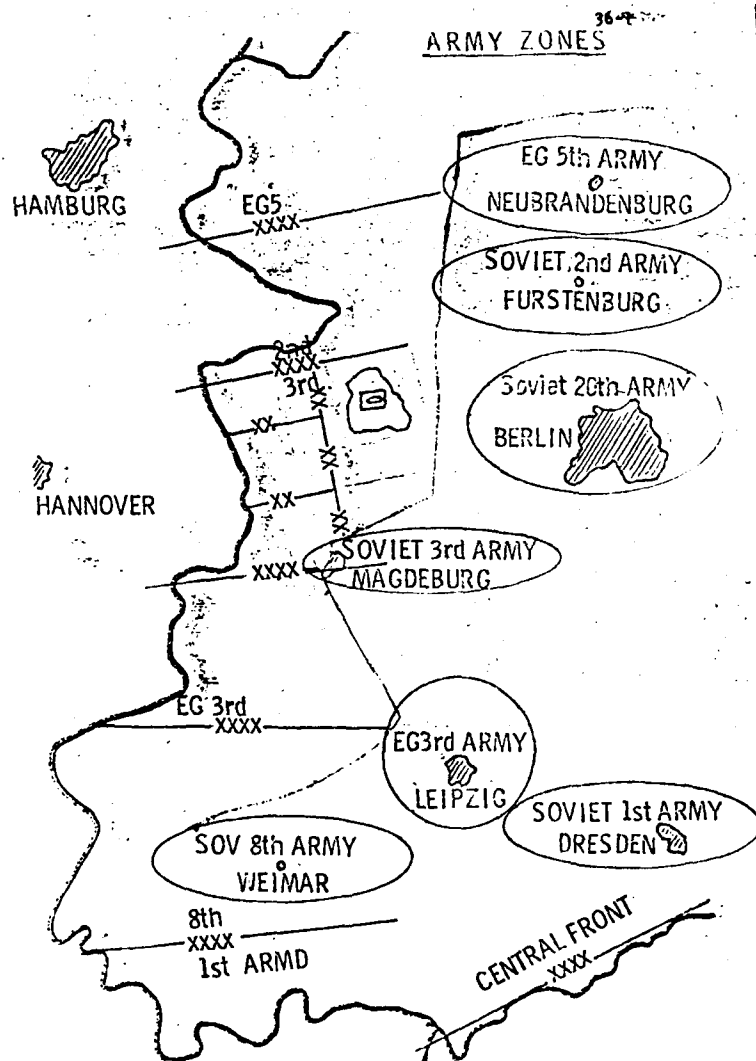 ARMY ZONES
HAMBURG
EG 5th ARMY
NEUBRANDENBURG
EG5
XXXX
SOVIET 2nd ARMY
FURSTENBURG
2nd
XXXX
3rd
XX
Soviet 20th ARMY
BERLIN
XX
XX
HANNOVER
XX
XX
XXXX
SOVIET 3rd ARMY
MAGDEBURG
EG 3rd
XXXX
EG3rd ARMY
LEIPZIG
SOVIET 1st ARMY
DRESDEN
SOV 8th ARMY
WEIMAR
8th
XXXX
1st ARMD
CENTRAL FRONT
XXXX